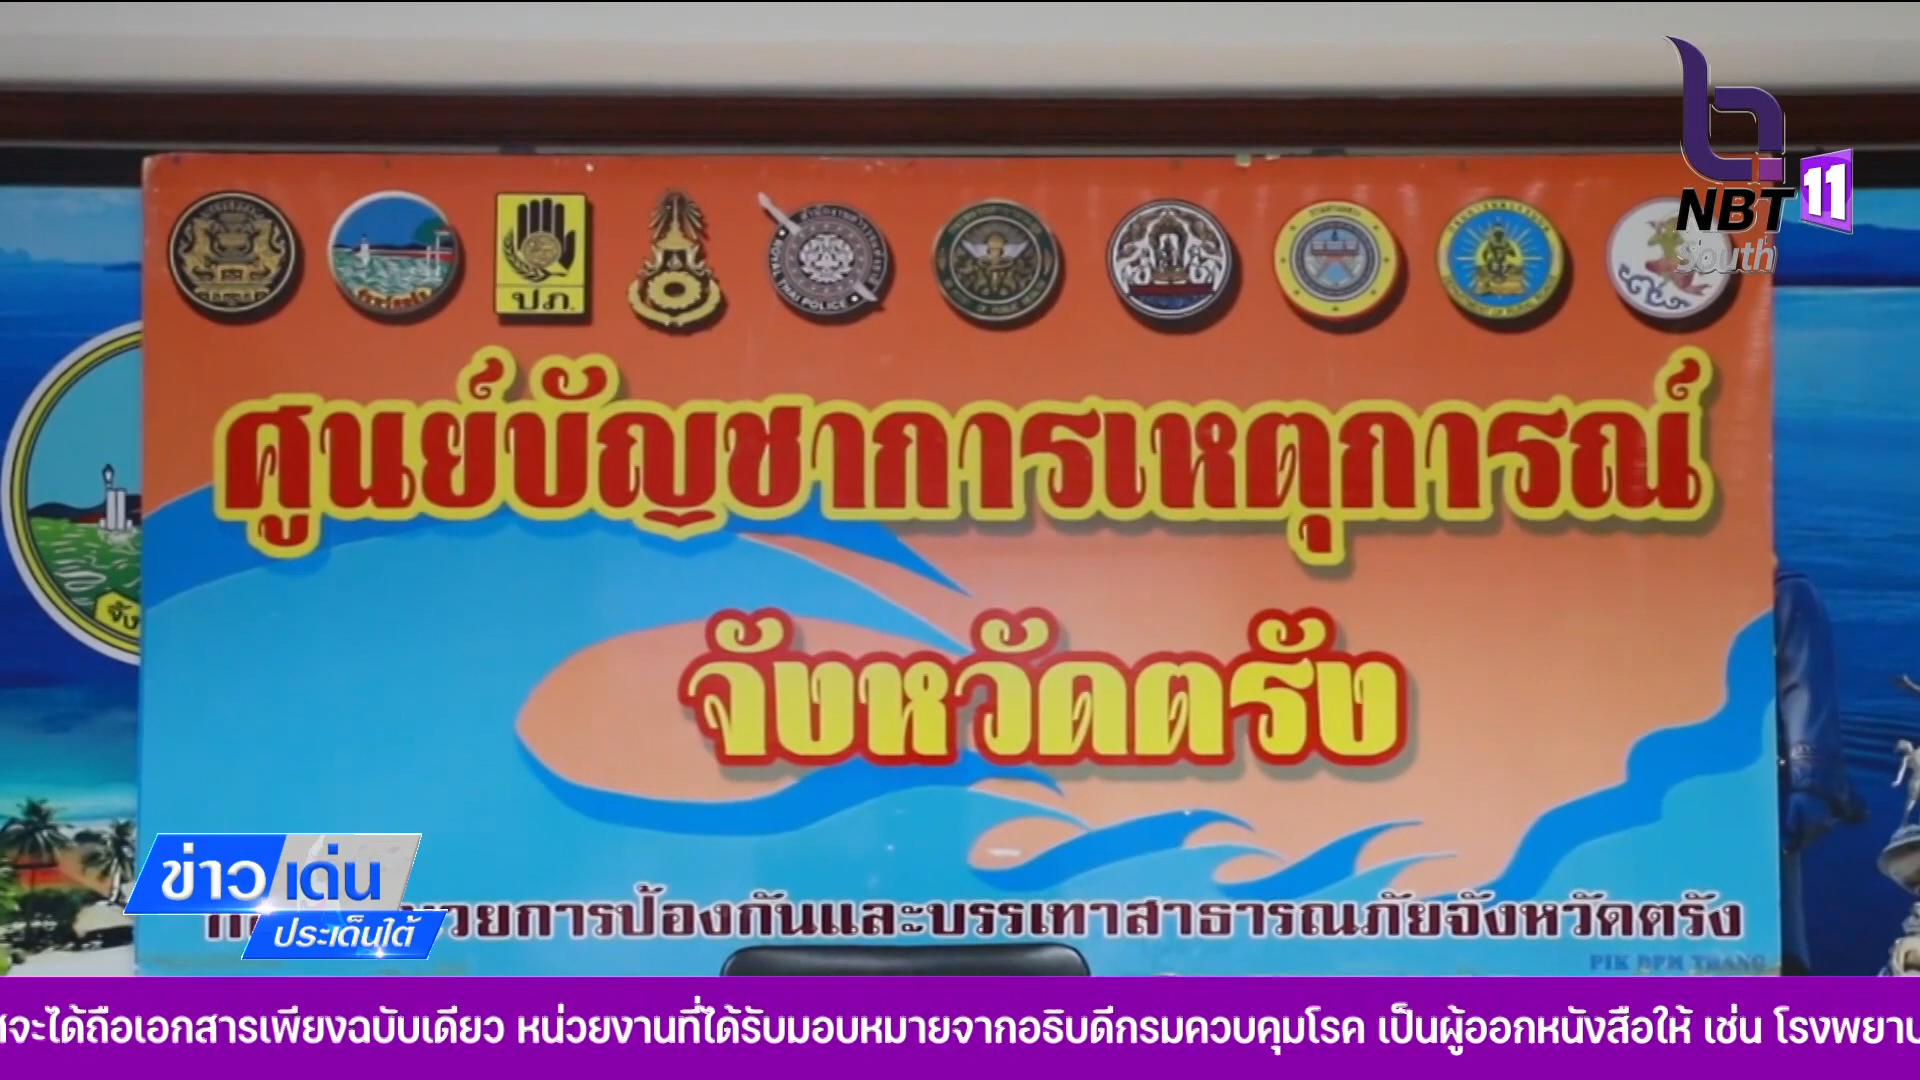 NBT 11
South
ปภ.
ROYAL THAI POLICE
ศูนย์บัญชาการเหตุการณ์
จังหวัดตรัง
ข่าวเด่น
ประเด็นใต้
วยการป้องกันและบรรเทาสาธารณภัยจังหวัดตรัง
PIK DPM TRANG
จะได้ถือเอกสารเพียงฉบับเดียว หน่วยงานที่ได้รับมอบหมายจากอธิบดีกรมควบคุมโรค เป็นผู้ออกหนังสือให้ เช่น โรงพยาบ